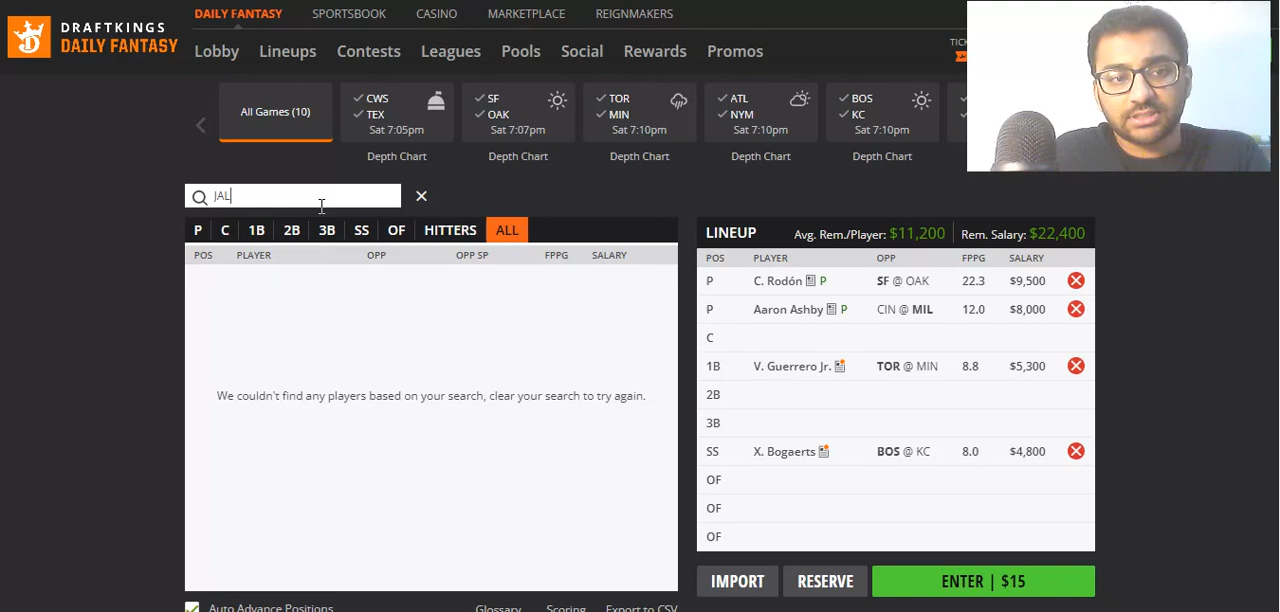 DAILY FANTASY SPORTSBOOK CASINO MARKETPLACE REIGNMAKERS
DRAFTKINGS
DAILY FANTASY
Lobby Lineups Contests Leagues Pools Social Rewards Promos
All Games (10)
CWS
TEX
Sat 7:05pm
Depth Chart
SF
OAK
Sat 7:07pm
Depth Chart
TOR
MIN
Sat 7:10pm
Depth Chart
ATL
NYM
Sat 7:10pm
Depth Chart
BOS
KC
Sat 7:10pm
Depth Chart
JAL
P C 1B 2B 3B SS OF HITTERS ALL
POS PLAYER OPP OPP SP FPPG SALARY
We couldn't find any players based on your search, clear your search to try again.
Auto Advance Positions Glossary Scoring Export to CSV
LINEUP Avg. Rem./Player: $11,200 Rem. Salary: $22,400
POS PLAYER OPP FPPG SALARY
P C. Rodón P SF @ OAK 22.3 $9,500
P Aaron Ashby P CIN @ MIL 12.0 $8,000
C
1B V. Guerrero Jr. TOR @ MIN 8.8 $5,300
2B
3B
SS X. Bogaerts BOS @ KC 8.0 $4,800
OF
OF
OF
IMPORT RESERVE ENTER | $15